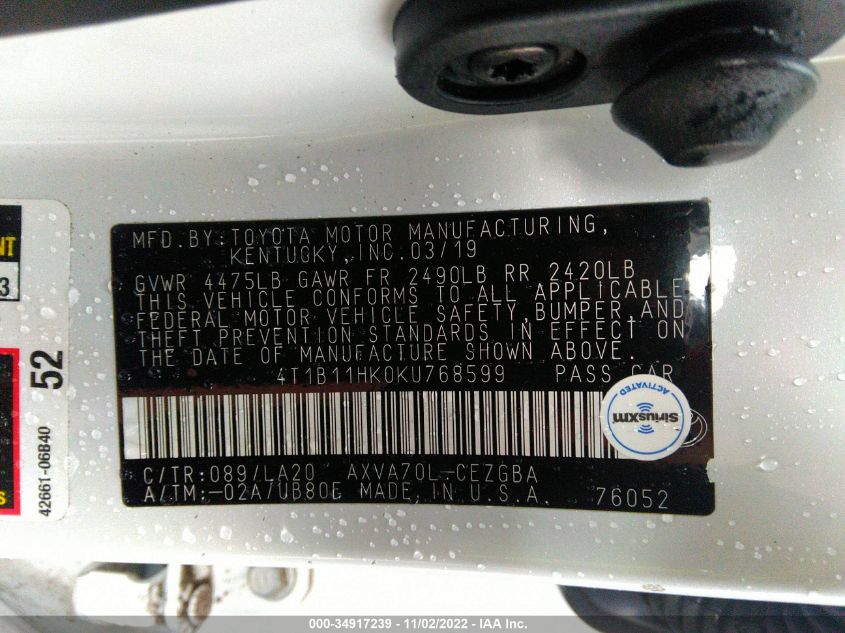 MFD.BY:TOYOTA MOTOR MANUFACTURING,
KENTUCKY,INC.03/19
GVWR 4475LB GAWR FR 2490LB RR 2420LB
THIS VEHICLE CONFORMS TO ALL APPLICABLE
FEDERAL MOTOR VEHICLE SAFETY,BUMPER,AND
THEFT PREVENTION STANDARDS IN EFFECT ON
THE DATE OF MANUFACTURE SHOWN ABOVE.
4T1B11HK0KU768599 PASS CAR
C/TR:089/LA20 AXVA70L-CEZGBA
A/TM:-02A/UB80E MADE IN U.S.A. 76052
SiriusXM
ACTIVATED
NT
3
52
42661-06B40
S
000-34917239 - 11/02/2022 - IAA Inc.